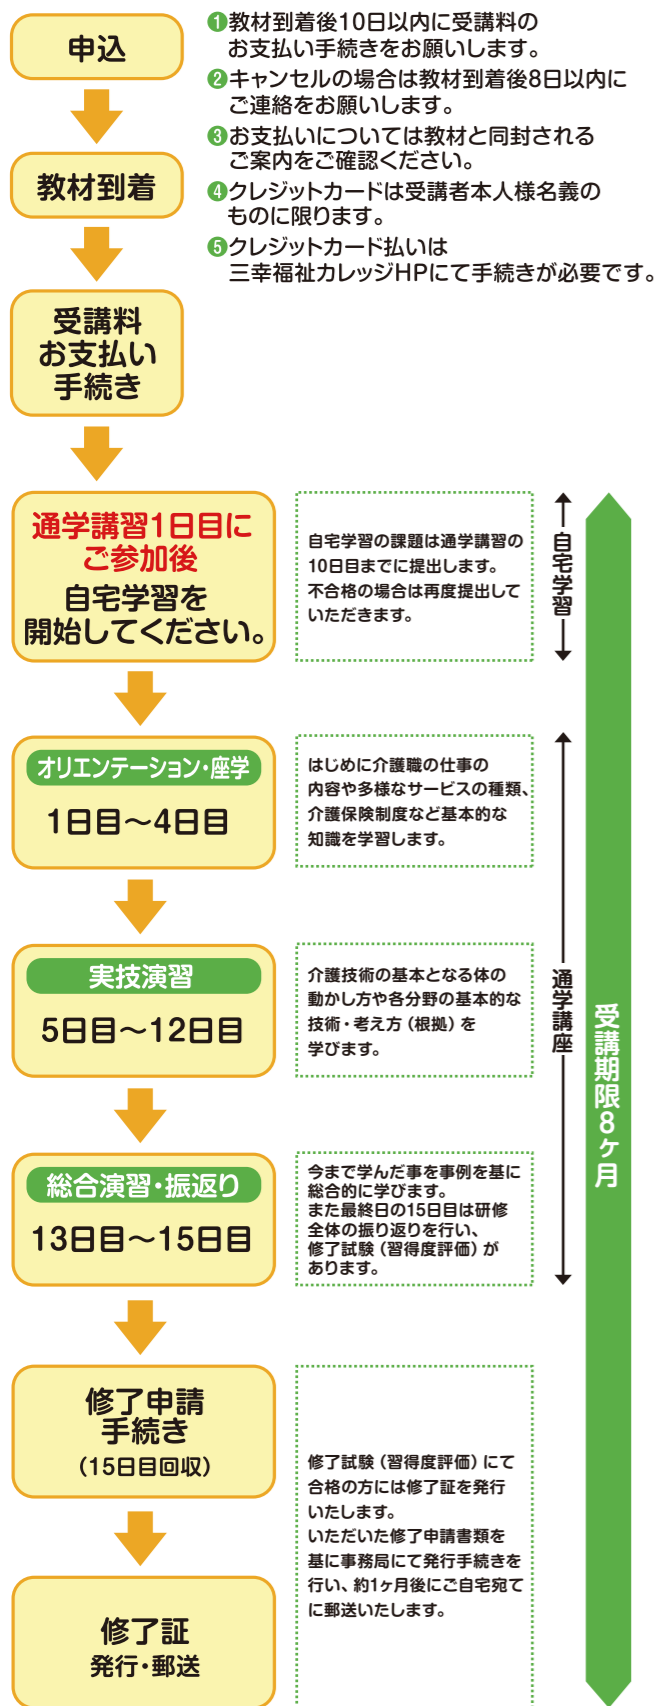 申込
❶教材到着後10日以内に受講料の
お支払い手続きをお願いします。
❷キャンセルの場合は教材到着後8日以内に
ご連絡をお願いします。
❸お支払いについては教材と同封される
ご案内をご確認ください。
❹クレジットカードは受講者本人様名義の
ものに限ります。
❺クレジットカード払いは
三幸福祉カレッジHPにて手続きが必要です。
教材到着
受講料
お支払い
手続き
通学講習1日目に
ご参加後
自宅学習を
開始してください。
自宅学習の課題は通学講習の
10日目までに提出します。
不合格の場合は再度提出して
いただきます。
自宅学習
オリエンテーション・座学
1日目〜4日目
はじめに介護職の仕事の
内容や多様なサービスの種類、
介護保険制度など基本的な
知識を学習します。
実技演習
5日目〜12日目
介護技術の基本となる体の
動かし方や各分野の基本的な
技術・考え方（根拠）を
学びます。
通学講座
受講期限8ヶ月
総合演習・振返り
13日目〜15日目
今まで学んだ事を事例を基に
総合的に学びます。
また最終日の15日目は研修
全体の振り返りを行い、
修了試験（習得度評価）が
あります。
修了申請
手続き
（15日目回収）
修了試験（習得度評価）にて
合格の方には修了証を発行
いたします。
いただいた修了申請書類を
基に事務局にて発行手続きを
行い、約1ヶ月後にご自宅宛て
に郵送いたします。
修了証
発行・郵送